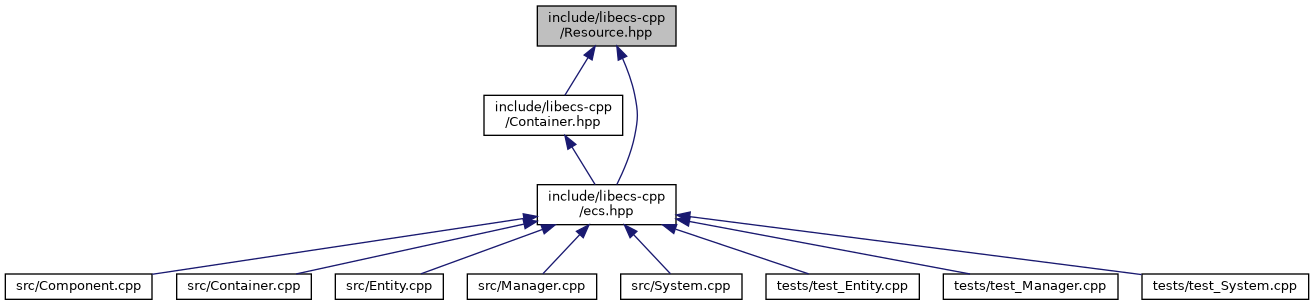 include/libecs-cpp
/Resource.hpp
include/libecs-cpp
/Container.hpp
include/libecs-cpp
/ecs.hpp
src/Component.cpp
src/Container.cpp
src/Entity.cpp
src/Manager.cpp
src/System.cpp
tests/test_Entity.cpp
tests/test_Manager.cpp
tests/test_System.cpp